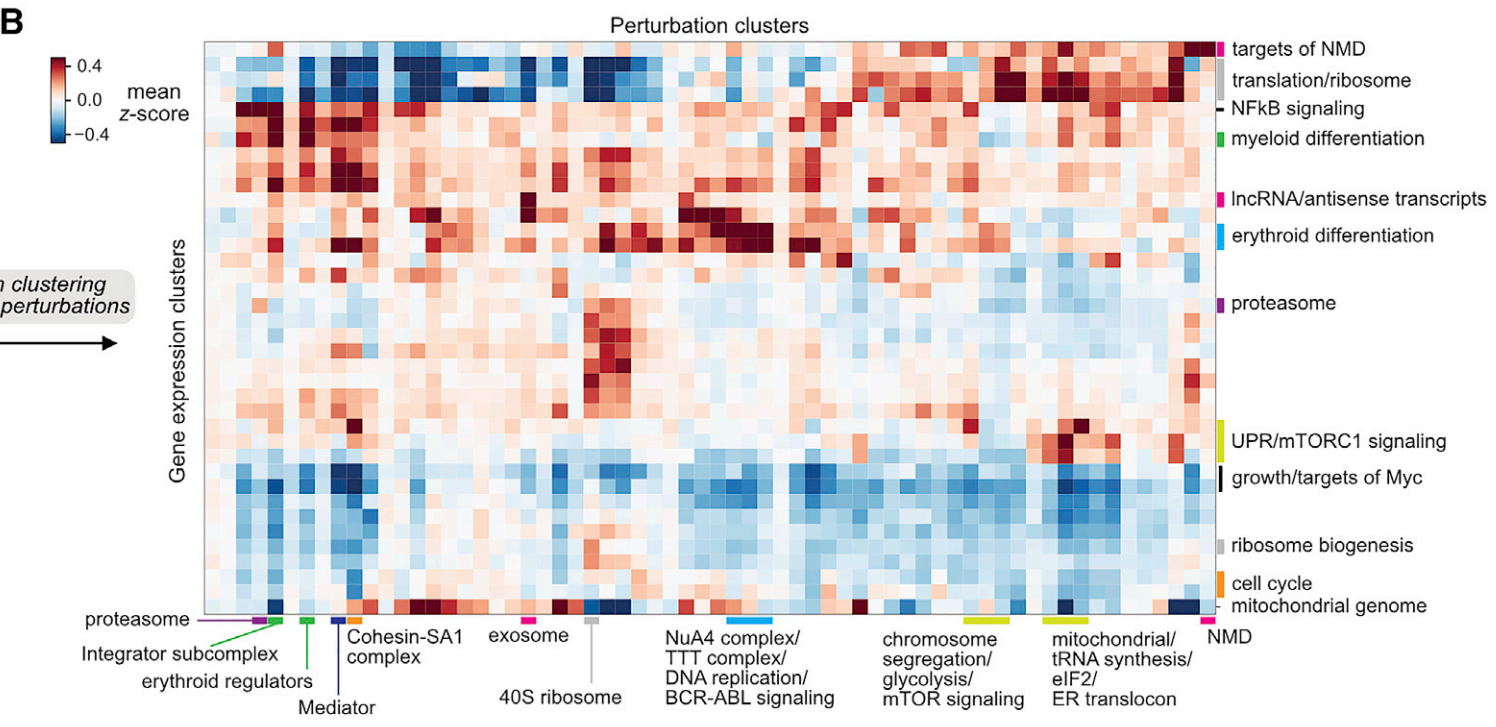 B
Perturbation clusters
0.4
0.0
−0.4
mean
z-score
n clustering
perturbations
Gene expression clusters
targets of NMD
translation/ribosome
NFkB signaling
myeloid differentiation
lncRNA/antisense transcripts
erythroid differentiation
proteasome
UPR/mTORC1 signaling
growth/targets of Myc
ribosome biogenesis
cell cycle
mitochondrial genome
proteasome
Integrator subcomplex
erythroid regulators
Mediator
Cohesin-SA1
complex
exosome
40S ribosome
NuA4 complex/
TTT complex/
DNA replication/
BCR-ABL signaling
chromosome
segregation/
glycolysis/
mTOR signaling
mitochondrial/
tRNA synthesis/
eIF2/
ER translocon
NMD